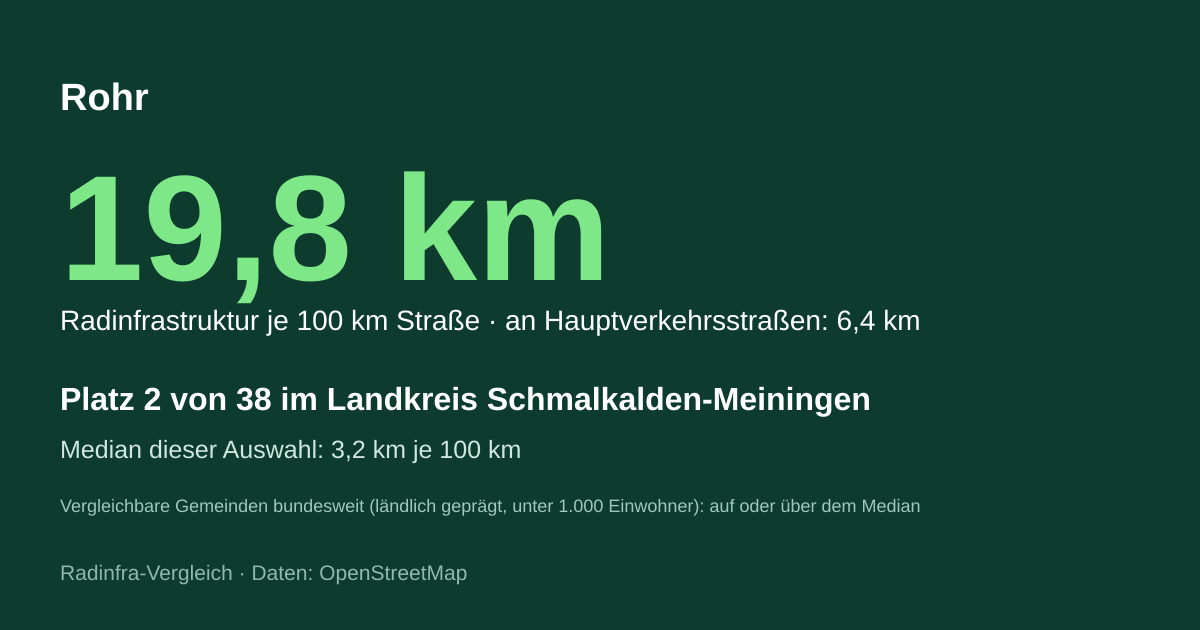 Rohr
19,8 km
Radinfrastruktur je 100 km Straße · an Hauptverkehrsstraßen: 6,4 km
Platz 2 von 38 im Landkreis Schmalkalden-Meiningen
Median dieser Auswahl: 3,2 km je 100 km
Vergleichbare Gemeinden bundesweit (ländlich geprägt, unter 1.000 Einwohner): auf oder über dem Median
Radinfra-Vergleich · Daten: OpenStreetMap